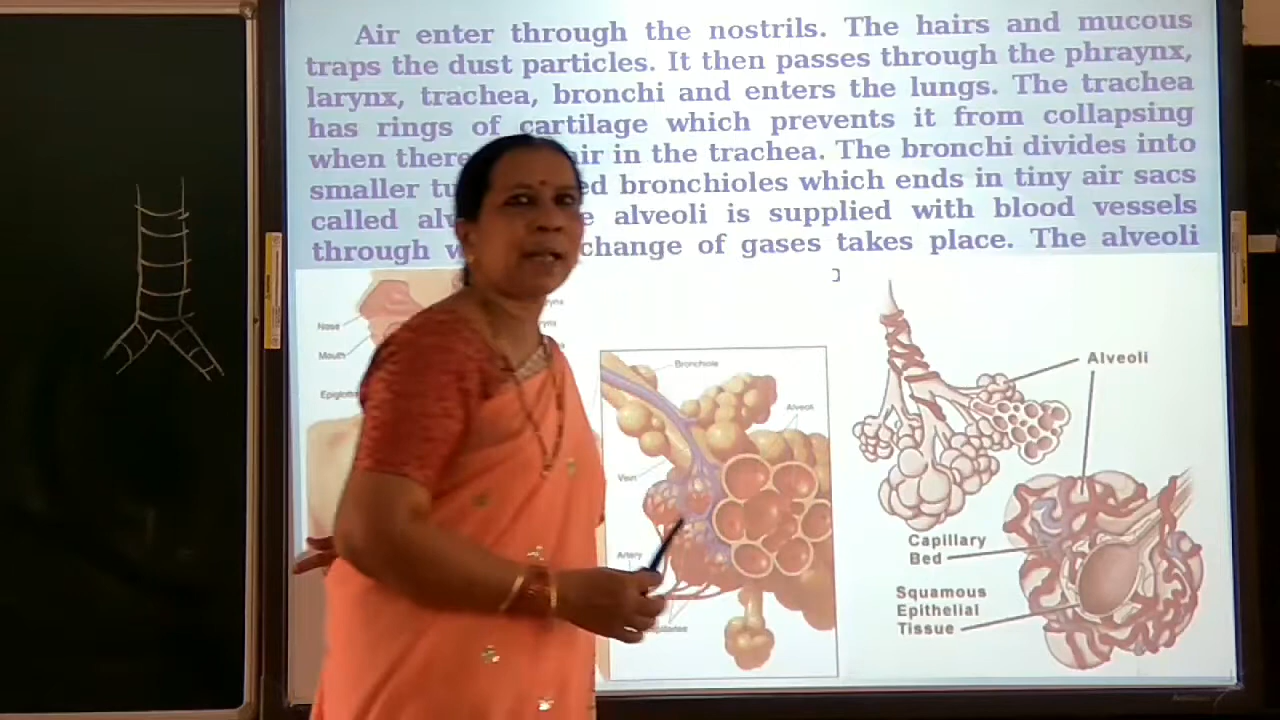 Air enter through the nostrils. The hairs and mucous
traps the dust particles. It then passes through the phraynx,
larynx, trachea, bronchi and enters the lungs. The trachea
has rings of cartilage which prevents it from collapsing
when there air in the trachea. The bronchi divides into
smaller bronchioles which ends in tiny air sacs
called alveoli is supplied with blood vessels
through change of gases takes place. The alveoli
Nose
Mouth
Bronchiole
Alveoli
Vein
Artery
Alveoli
Capillary
Bed
Squamous
Epithelial
Tissue